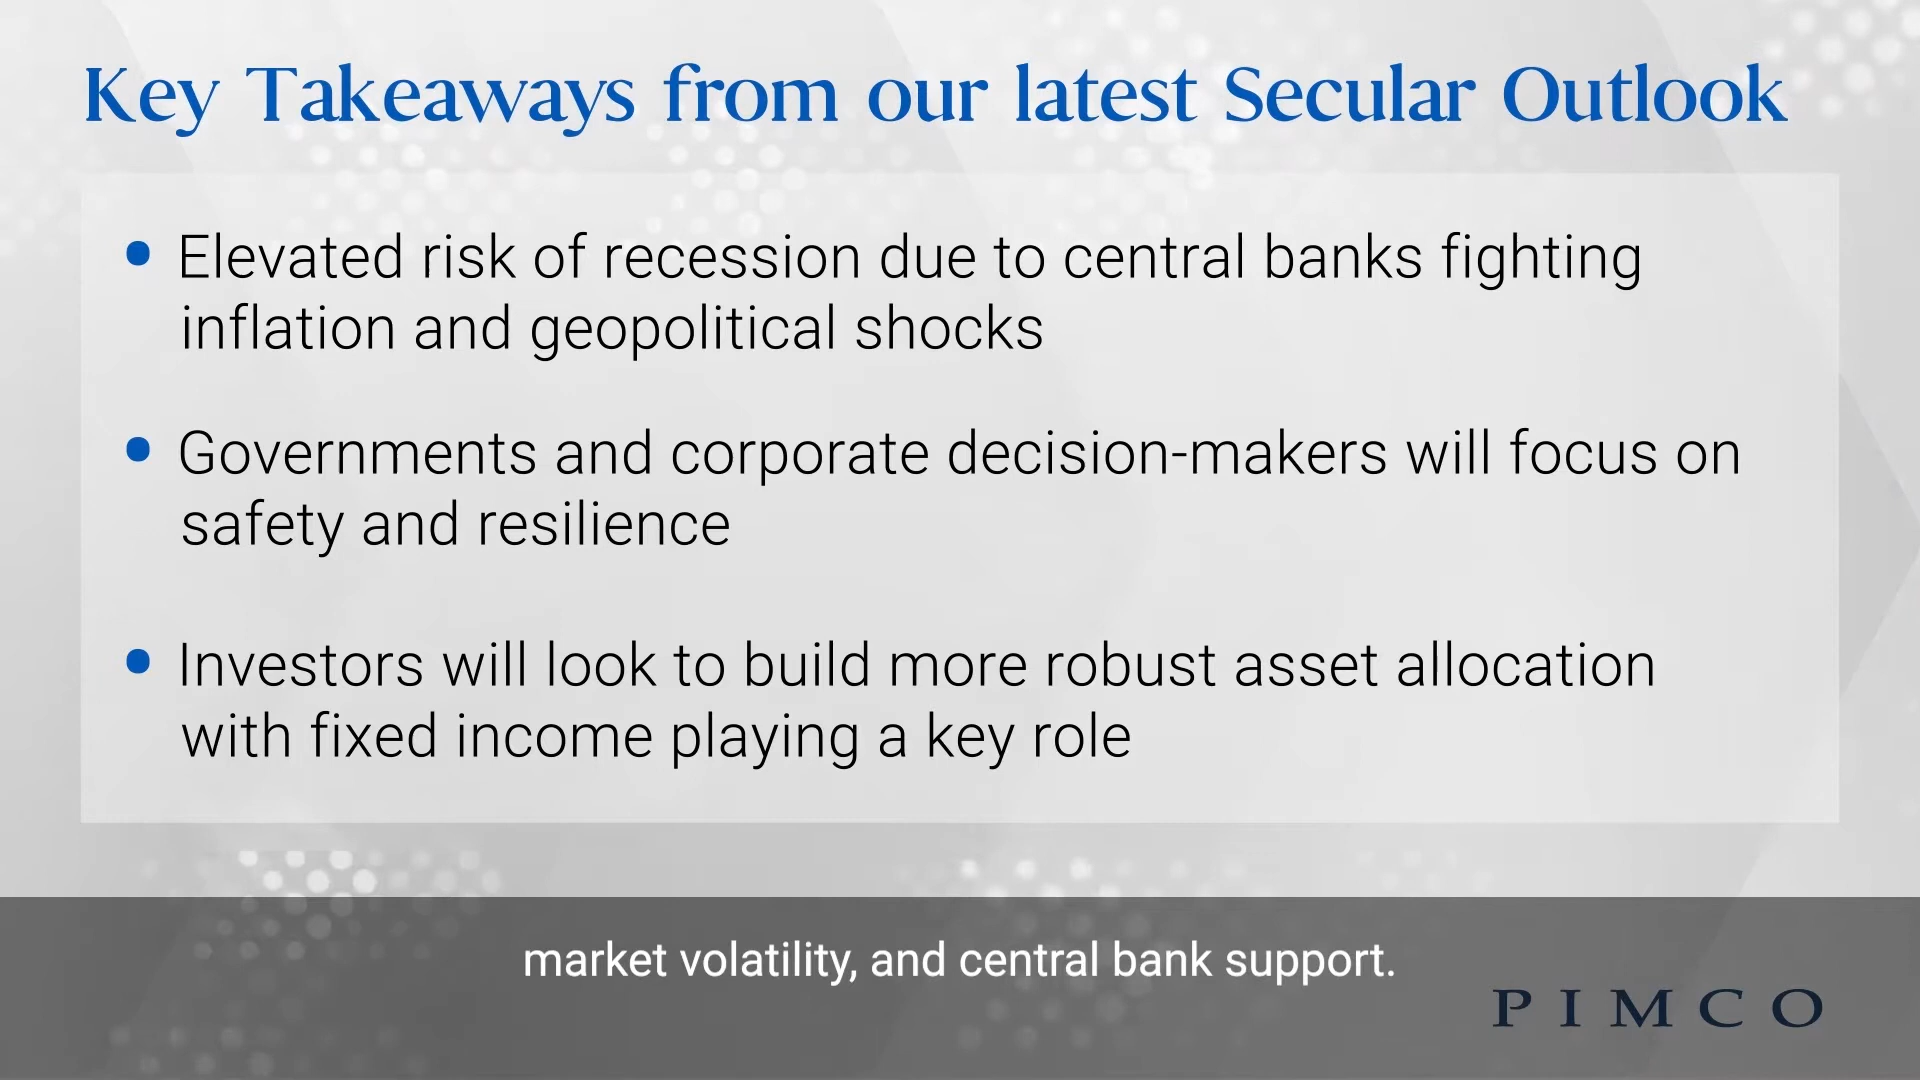 Key Takeaways from our latest Secular Outlook
• Elevated risk of recession due to central banks fighting
inflation and geopolitical shocks
• Governments and corporate decision-makers will focus on
safety and resilience
• Investors will look to build more robust asset allocation
with fixed income playing a key role
market volatility, and central bank support.
PIMCO